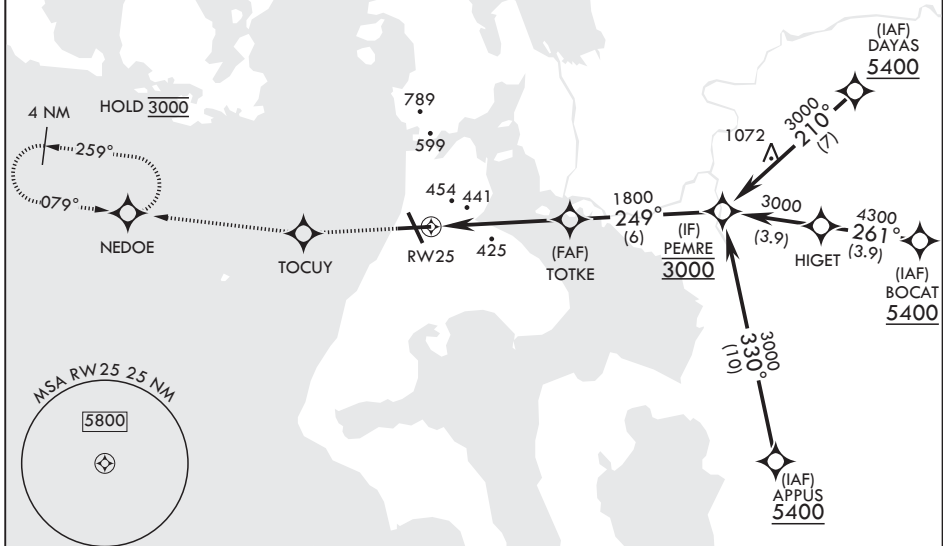 (IAF)
DAYAS
5400
3000
210°
(7)
1072
789
599
HOLD 3000
4 NM
259°
079°
NEDOE
TOCUY
454
441
425
RW25
(FAF)
TOTKE
1800
249°
(6)
(IF)
PEMRE
3000
3000
(3.9)
HIGET
4300
261°
(3.9)
(IAF)
BOCAT
5400
3000
330°
(10)
(IAF)
APPUS
5400
MSA RW25 25 NM
5800